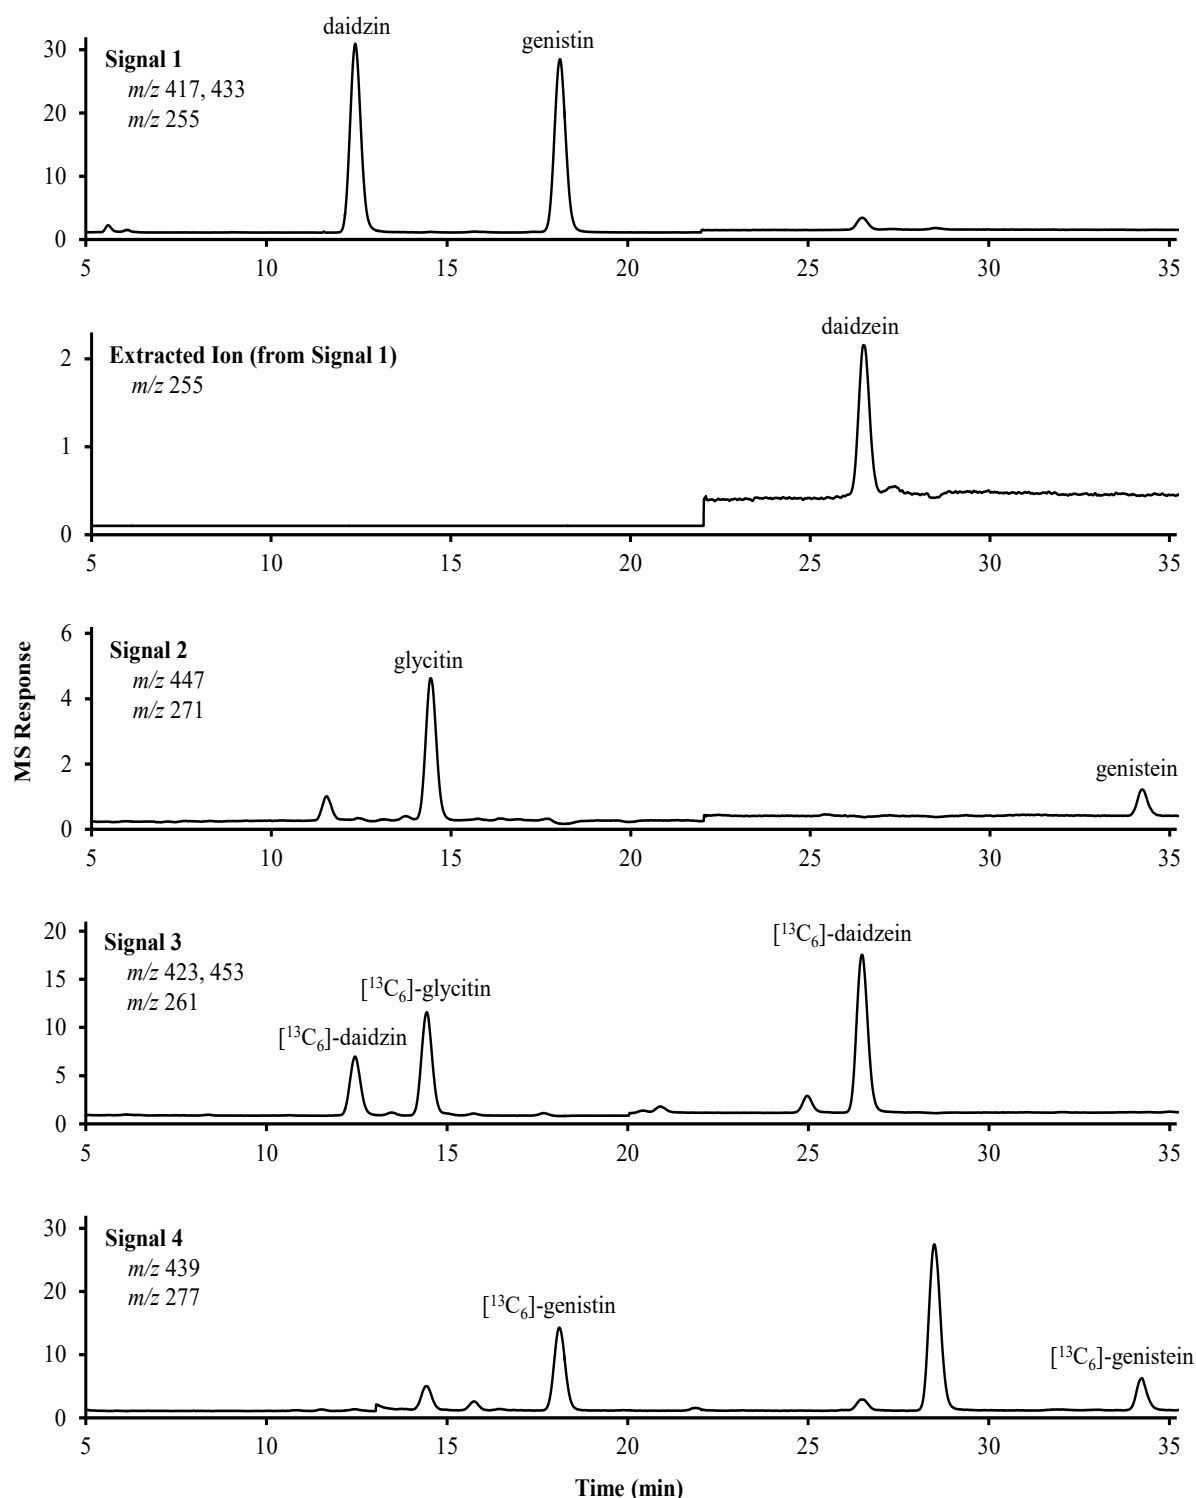 daidzin
genistin
Signal 1
m/z 417, 433
m/z 255
30
20
10
0
5 10 15 20 25 30 35
daidzein
Extracted Ion (from Signal 1)
m/z 255
2
1
0
5 10 15 20 25 30 35
MS Response
Signal 2
m/z 447
m/z 271
glycitin
genistein
6
4
2
0
5 10 15 20 25 30 35
Signal 3
m/z 423, 453
m/z 261
[¹³C₆]-daidzein
[¹³C₆]-glycitin
[¹³C₆]-daidzin
20
15
10
5
0
5 10 15 20 25 30 35
Signal 4
m/z 439
m/z 277
[¹³C₆]-genistin
[¹³C₆]-genistein
30
20
10
0
5 10 15 20 25 30 35
Time (min)